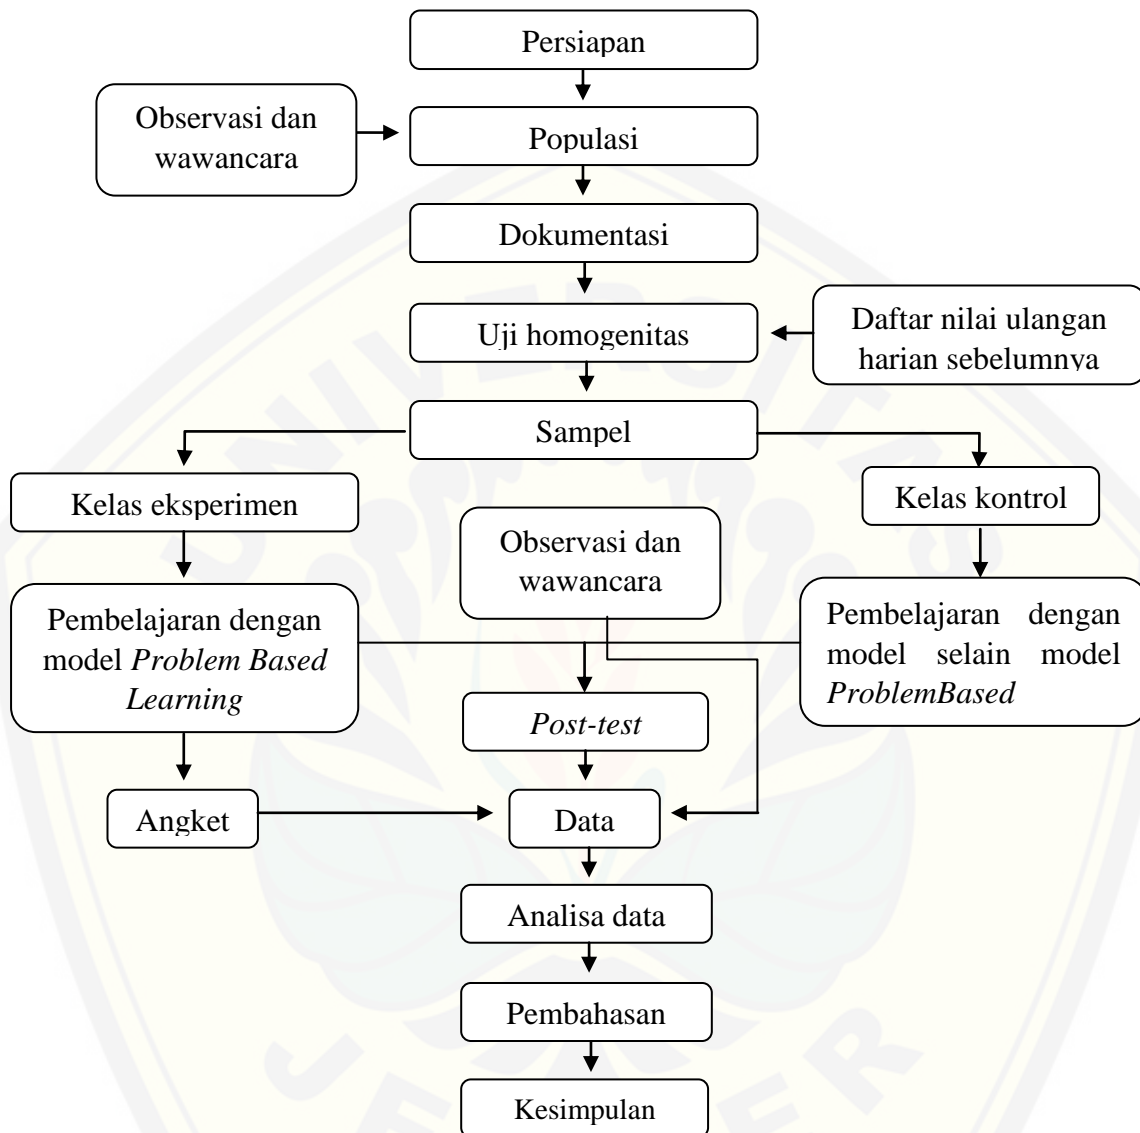 Persiapan
Observasi dan
wawancara
Populasi
Dokumentasi
Uji homogenitas
Daftar nilai ulangan
harian sebelumnya
Sampel
Kelas eksperimen
Kelas kontrol
Observasi dan
wawancara
Pembelajaran dengan
model Problem Based
Learning
Pembelajaran dengan
model selain model
ProblemBased
Post-test
Angket
Data
Analisa data
Pembahasan
Kesimpulan
UNIVERSITAS
JEMBER